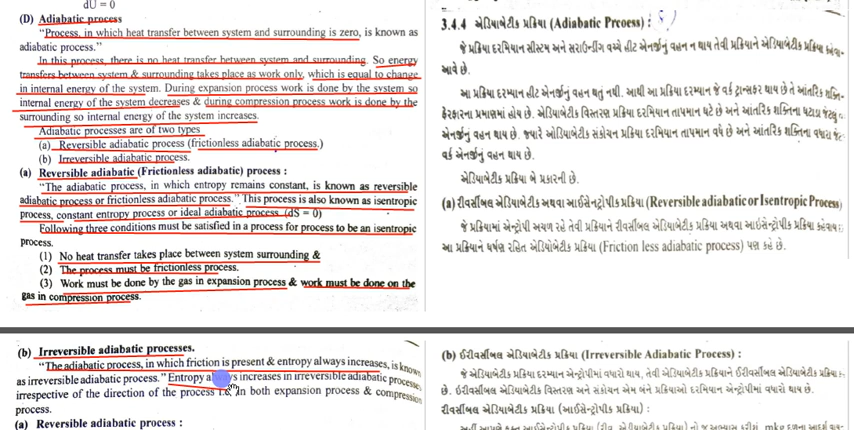 dU = 0
(D) Adiabatic process
"Process, in which heat transfer between system and surrounding is zero, is known as
adiabatic process."
In this process, there is no heat transfer between system and surrounding. So energy
transfers between system & surrounding takes place as work only, which is equal to change
in internal energy of the system. During expansion process work is done by the system so
internal energy of the system decreases & during compression process work is done by the
surrounding so internal energy of the system increases.
Adiabatic processes are of two types
(a) Reversible adiabatic process (frictionless adiabatic process.)
(b) Irreversible adiabatic process.
(a) Reversible adiabatic (Frictionless adiabatic) process :
"The adiabatic process, in which entropy remains constant, is known as reversible
adiabatic process or frictionless adiabatic process." This process is also known as isentropic
process, constant entropy process or ideal adiabatic process. (dS = 0)
Following three conditions must be satisfied in a process for process to be an isentropic
process.
(1) No heat transfer takes place between system surrounding &
(2) The process must be frictionless process.
(3) Work must be done by the gas in expansion process & work must be done on the
gas in compression process.
(b) Irreversible adiabatic processes.
"The adiabatic process, in which friction is present & entropy always increases, is known
as irreversible adiabatic process." Entropy always increases in irreversible adiabatic processes
irrespective of the direction of the process i.e. In both expansion process & compression
process.
(a) Reversible adiabatic process :
3.4.4 એડિયાબેટીક પ્રક્રિયા (Adiabatic Proess) :
જે પ્રક્રિયા દરમિયાન સીસ્ટમ અને સરાઉન્ડીંગ વચ્ચે હીટ એનર્જીનું વહન ન થાય તેવી પ્રક્રિયાને એડિયાબેટીક પ્રક્રિયા
આવે છે.
આ પ્રક્રિયા દરમ્યાન હીટ એનર્જીનું વહન થતુ નથી. આથી આ પ્રક્રિયા દરમ્યાન જે વર્ક ટ્રાન્સફર થાય છે તે આંતરિક
ફેરફારના પ્રમાણમાં હોય છે. એડિયાબેટીક વિસ્તરણ પ્રક્રિયા દરમિયાન તાપમાન ઘટે છે અને આંતરિક શક્તિના ઘટાડા જેટલુ
એનર્જીનું વહન થાય છે. જ્યારે ઓડિયાબેટીક સંકોચન પ્રક્રિયા દરમિયાન તાપમાન વધે છે અને આંતરિક શક્તિના વધારા
વર્ક એનર્જીનું વહન થાય છે.
એડિયાબેટીક પ્રક્રિયા બે પ્રકારની છે.
(a) રીવર્સીબલ એડિયાબેટીક અથવા આઈસેન્ટ્રોપીક પ્રક્રિયા (Reversible adiabatic or Isentropic Process)
જે પ્રક્રિયામાં એન્ટ્રોપી અચળ રહે તેવી પ્રક્રિયાને રીવર્સીબલ એડિયાબેટીક પ્રક્રિયા અથવા આઇસેન્ટ્રોપીક પ્રક્રિયા કહેવાય
આ પ્રક્રિયાને ઘર્ષણ રહિત એડિયોબેટીક પ્રક્રિયા (Friction less adiabatic process) પણ કહે છે.
(b) ઈરીવર્સીબલ એડિયાબેટીક પ્રક્રિયા (Irreversible Adiabatic Process) :
જે એડિયાબેટીક પ્રક્રિયા દરમ્યાન એન્ટ્રોપીમાં વધારો થાય, તેવી એડિયાબેટીક પ્રક્રિયાને ઈરીવર્સીબલ એડિયાબેટીક પ્રક્રિયા
છે. ઈરીવર્સીબલ એડિયાબેટીક વિસ્તરણ અને સંકોચન એમ બંને પ્રક્રિયાઓ દરમિયાન એન્ટ્રોપીમાં વધારો થાય છે.
રીવર્સીબલ એડિયાબેટીક પ્રક્રિયા (આઈસેન્ટ્રોપી પ્રક્રિયા) :